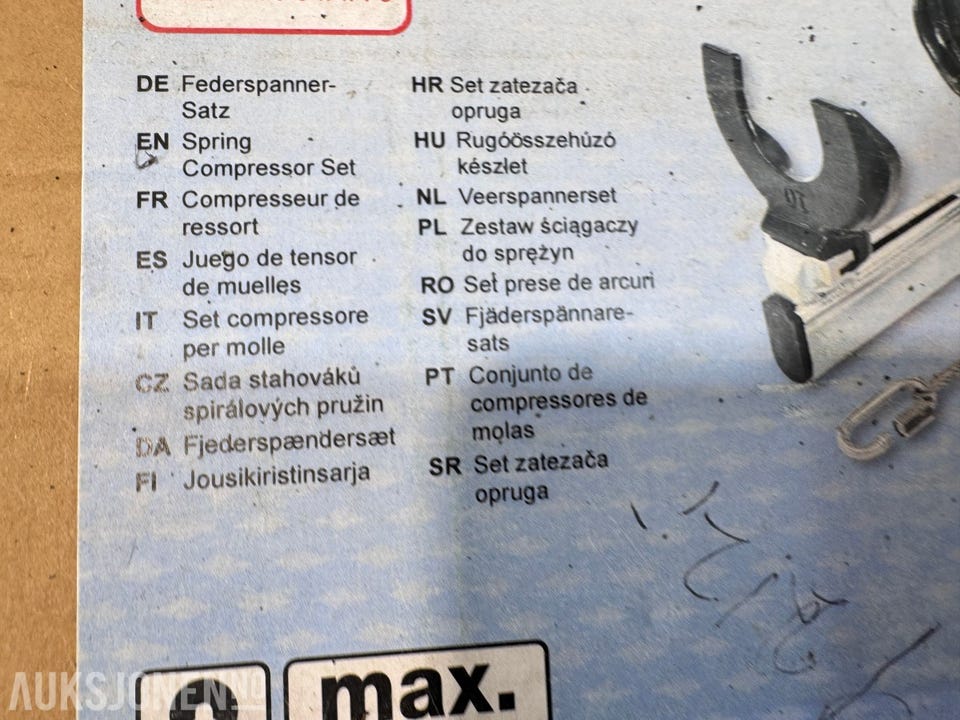 DE Federspanner-
Satz
EN Spring
Compressor Set
FR Compresseur de
ressort
ES Juego de tensor
de muelles
IT Set compressore
per molle
CZ Sada stahováků
spirálových pružin
DA Fjederspændersæt
FI Jousikiristinsarja
HR Set zatezača
opruga
HU Rugóösszehúzó
készlet
NL Veerspannerset
PL Zestaw ściągaczy
do sprężyn
RO Set prese de arcuri
SV Fjäderspännare-
sats
PT Conjunto de
compressores de
molas
SR Set zatezača
opruga
max.
AUKSJONEN.NO